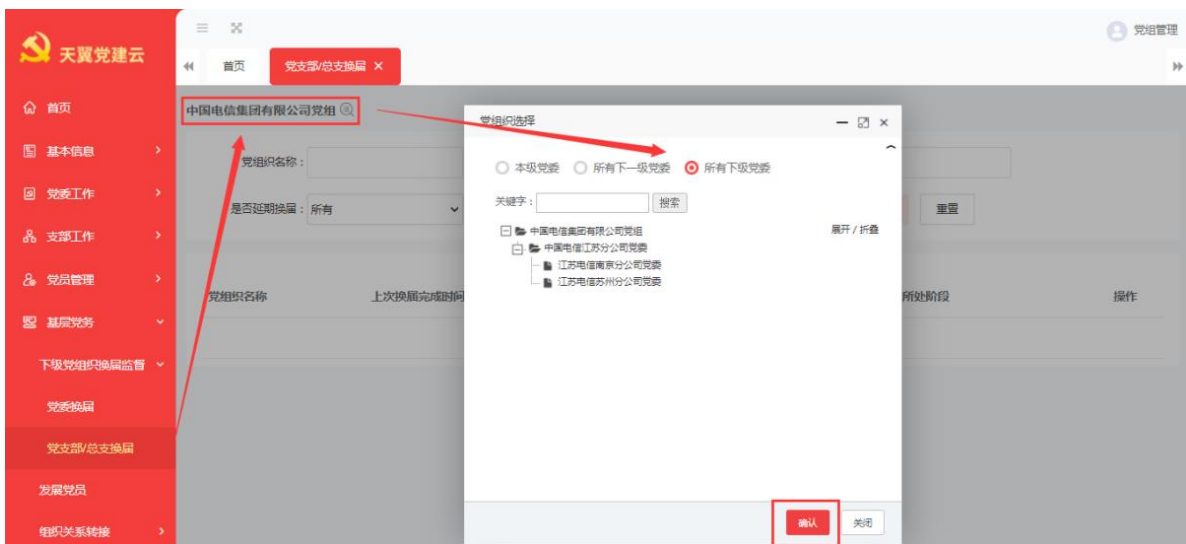 天翼党建云
党组管理
首页
党支部/总支换届 ×
首页
基本信息
党委工作
支部工作
党员管理
基层党务
下级党组织换届监督
党委换届
党支部/总支换届
发展党员
组织关系转接
中国电信集团有限公司党组
党组织名称：
是否延期换届： 所有
重置
党组织名称 上次换届完成时间 所处阶段 操作
党组织选择
本级党委 所有下一级党委 所有下级党委
关键字： 搜索
中国电信集团有限公司党组 展开 / 折叠
中国电信江苏分公司党委
江苏电信南京分公司党委
江苏电信苏州分公司党委
确认 关闭